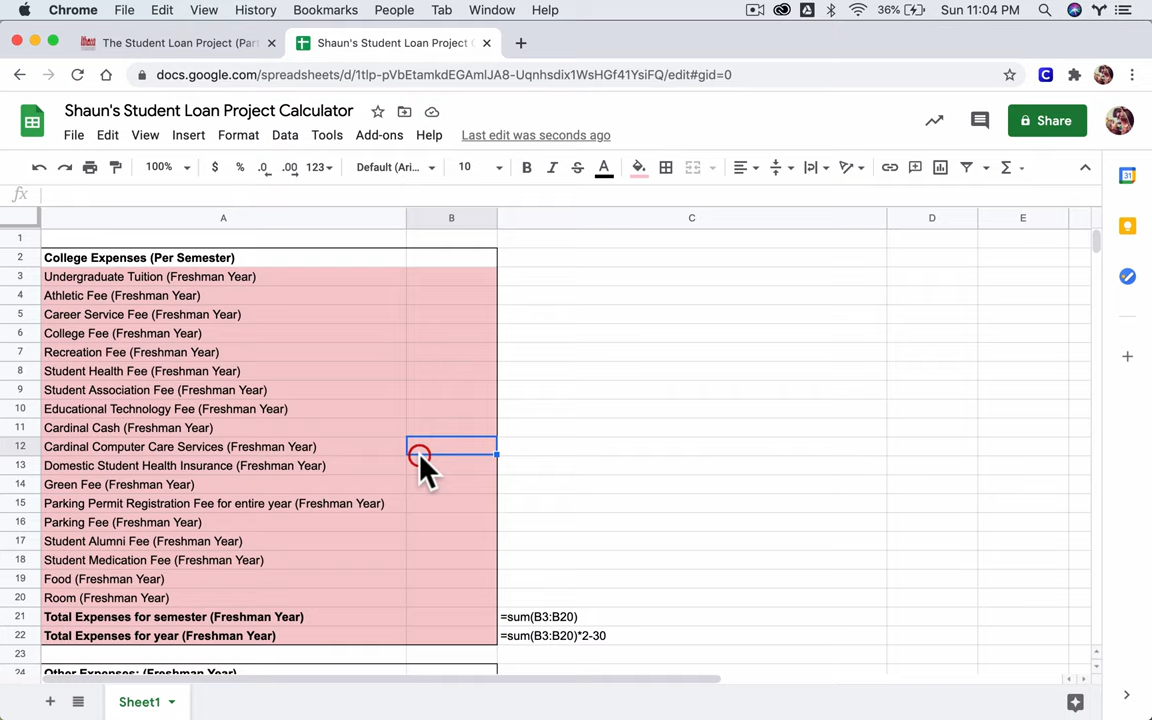 Chrome File Edit View History Bookmarks People Tab Window Help 36% Sun 11:04 PM
The Student Loan Project (Par × Shaun's Student Loan Project × +
docs.google.com/spreadsheets/d/1tlp-pVbEtamkdEGAmlJA8-Uqnhsdix1WsHGf41YsiFQ/edit#gid=0
Shaun's Student Loan Project Calculator
File Edit View Insert Format Data Tools Add-ons Help Last edit was seconds ago Share
100% $ % .0 .00 123 Default (Ari... 10 B I S A
fx
A B C D E
1
2 College Expenses (Per Semester)
3 Undergraduate Tuition (Freshman Year)
4 Athletic Fee (Freshman Year)
5 Career Service Fee (Freshman Year)
6 College Fee (Freshman Year)
7 Recreation Fee (Freshman Year)
8 Student Health Fee (Freshman Year)
9 Student Association Fee (Freshman Year)
10 Educational Technology Fee (Freshman Year)
11 Cardinal Cash (Freshman Year)
12 Cardinal Computer Care Services (Freshman Year)
13 Domestic Student Health Insurance (Freshman Year)
14 Green Fee (Freshman Year)
15 Parking Permit Registration Fee for entire year (Freshman Year)
16 Parking Fee (Freshman Year)
17 Student Alumni Fee (Freshman Year)
18 Student Medication Fee (Freshman Year)
19 Food (Freshman Year)
20 Room (Freshman Year)
21 Total Expenses for semester (Freshman Year) =sum(B3:B20)
22 Total Expenses for year (Freshman Year) =sum(B3:B20)*2-30
23
24 Other Expenses: (Freshman Year)
+ Sheet1